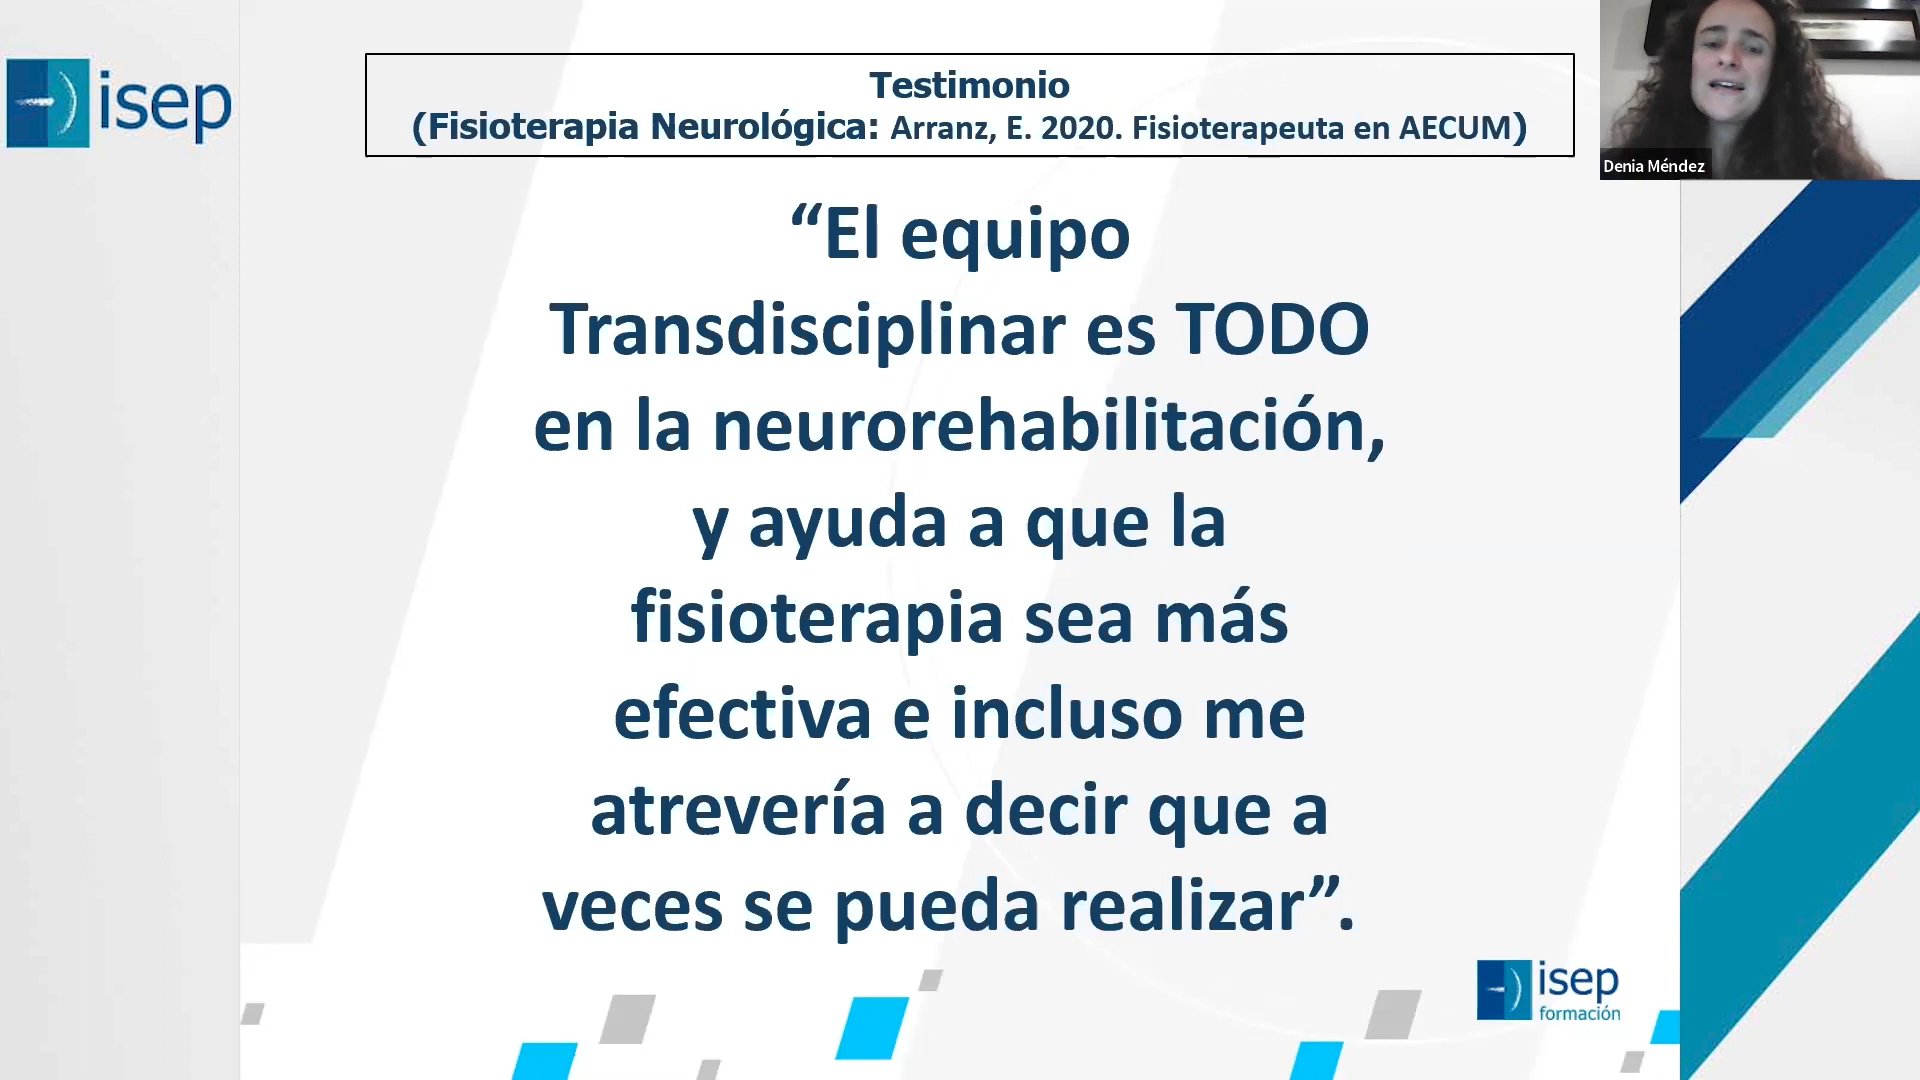 isep
Testimonio
(Fisioterapia Neurológica: Arranz, E. 2020. Fisioterapeuta en AECUM)
Denia Méndez
“El equipo
Transdisciplinar es TODO
en la neurorehabilitación,
y ayuda a que la
fisioterapia sea más
efectiva e incluso me
atrevería a decir que a
veces se pueda realizar”.
isep
formación